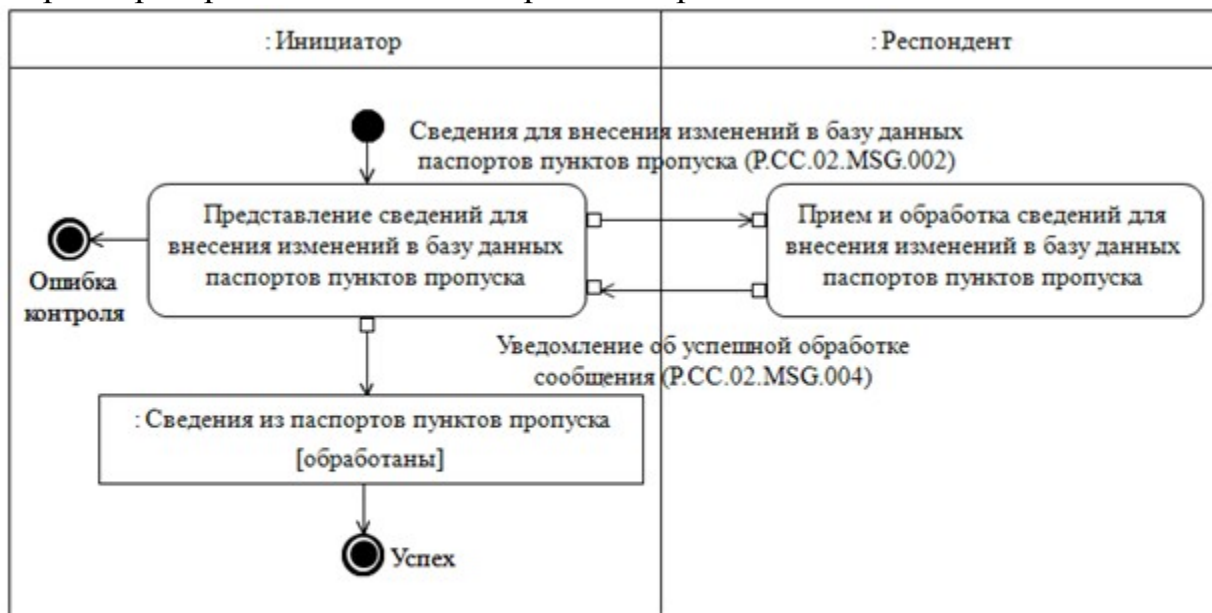 : Инициатор
: Респондент
Сведения для внесения изменений в базу данных
паспортов пунктов пропуска (P.CC.02.MSG.002)
Представление сведений для
внесения изменений в базу данных
паспортов пунктов пропуска
Прием и обработка сведений для
внесения изменений в базу данных
паспортов пунктов пропуска
Ошибка
контроля
Уведомление об успешной обработке
сообщения (P.CC.02.MSG.004)
: Сведения из паспортов пунктов пропуска
[обработаны]
Успех